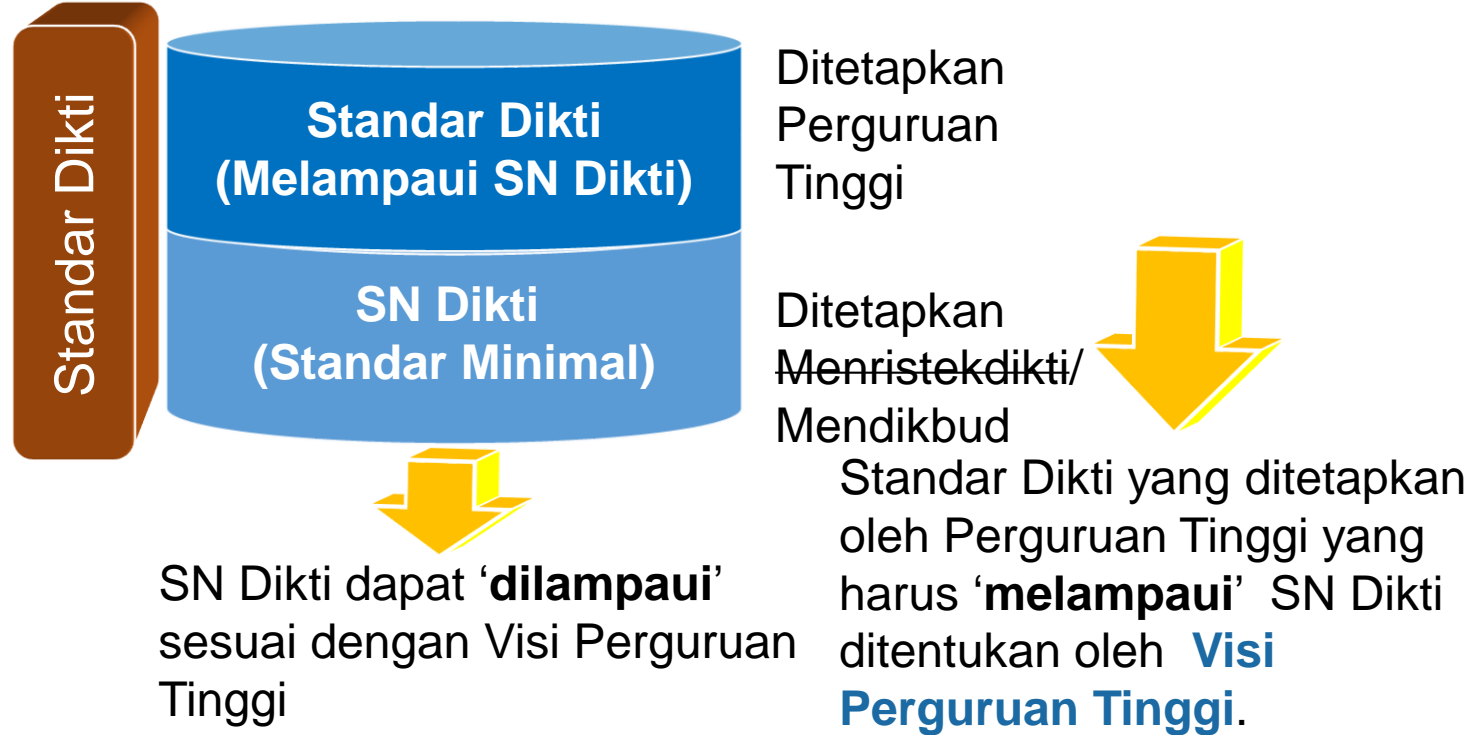 Standar Dikti
Standar Dikti
(Melampaui SN Dikti)
SN Dikti
(Standar Minimal)
Ditetapkan
Perguruan
Tinggi
Ditetapkan
Menristekdikti/
Mendikbud
SN Dikti dapat ‘dilampaui’
sesuai dengan Visi Perguruan
Tinggi
Standar Dikti yang ditetapkan
oleh Perguruan Tinggi yang
harus ‘melampaui’ SN Dikti
ditentukan oleh Visi
Perguruan Tinggi.